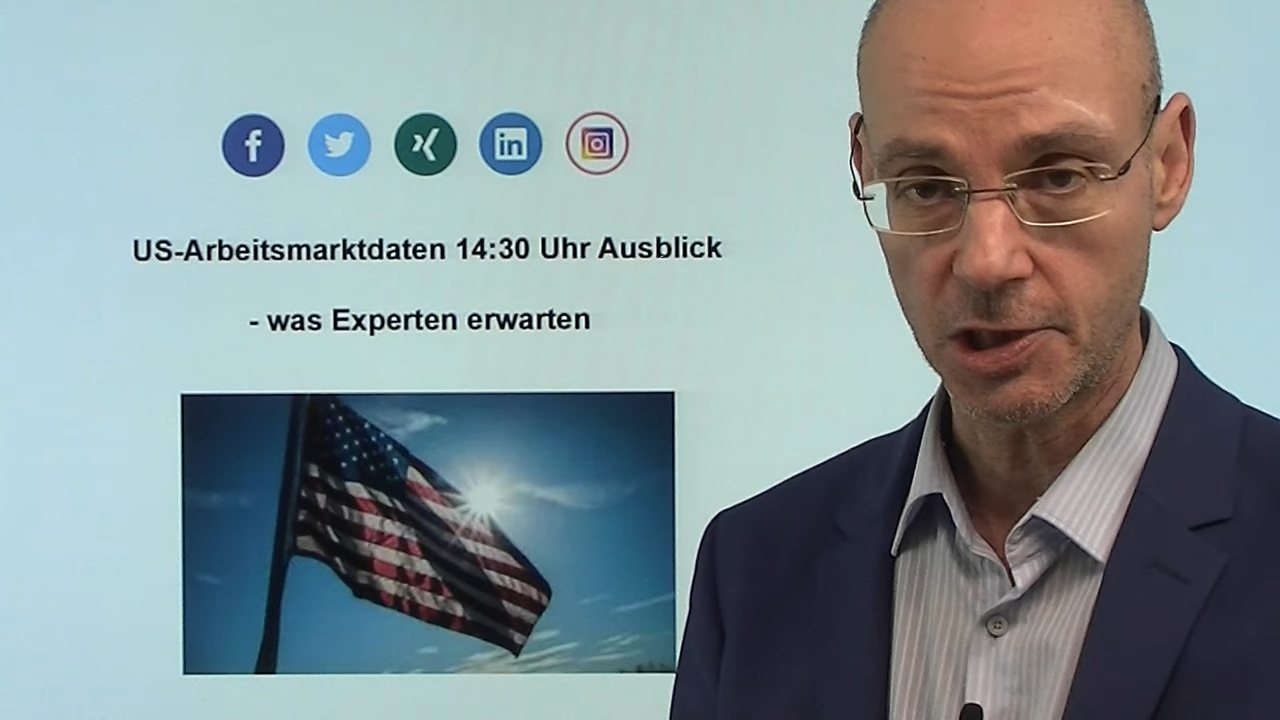 US-Arbeitsmarktdaten 14:30 Uhr Ausblick
- was Experten erwarten